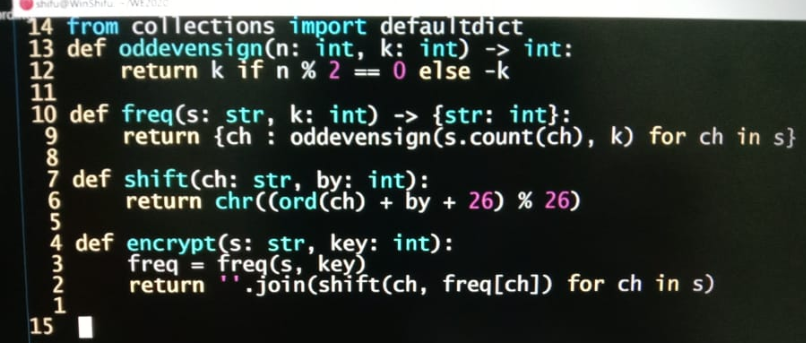 shifu@WinShifu: ~/WE2020
14 from collections import defaultdict
13 def oddevensign(n: int, k: int) -> int:
12 return k if n % 2 == 0 else -k
11
10 def freq(s: str, k: int) -> {str: int}:
9 return {ch : oddevensign(s.count(ch), k) for ch in s}
8
7 def shift(ch: str, by: int):
6 return chr((ord(ch) + by + 26) % 26)
5
4 def encrypt(s: str, key: int):
3 freq = freq(s, key)
2 return ''.join(shift(ch, freq[ch]) for ch in s)
1
15